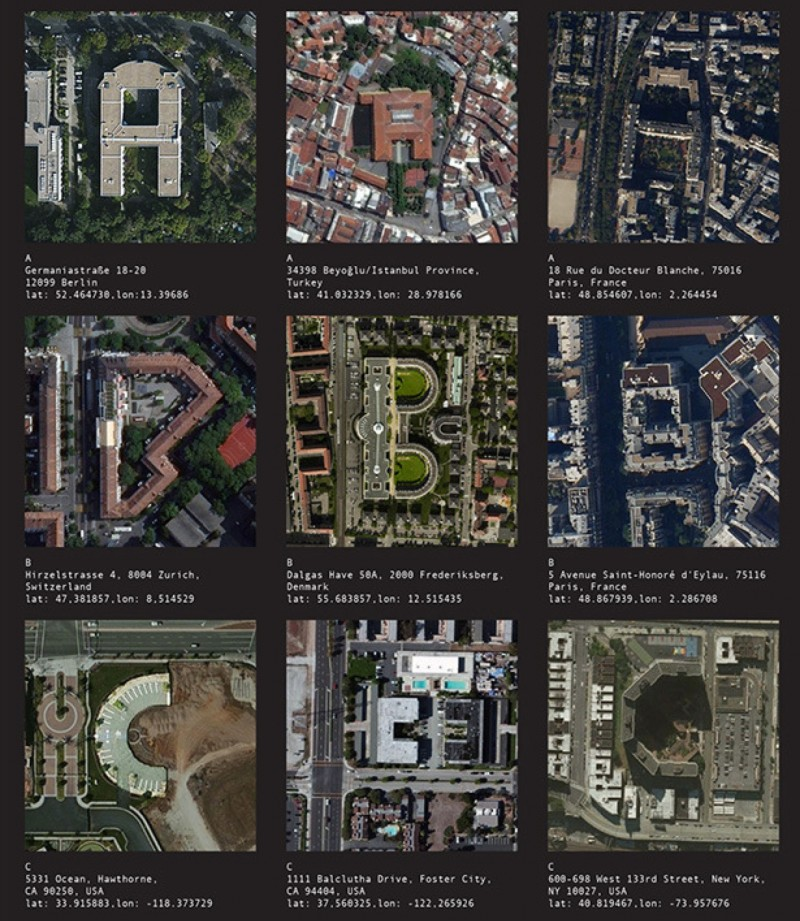 A
Germaniastraße 18-20
12099 Berlin
lat: 52.464730,lon:13.39686
A
34398 Beyoğlu/Istanbul Province,
Turkey
lat: 41.032329,lon: 28.978166
A
18 Rue du Docteur Blanche, 75016
Paris, France
lat: 48.854607,lon: 2.264454
B
Hirzelstrasse 4, 8004 Zurich,
Switzerland
lat: 47,381857,lon: 8,514529
B
Dalgas Have 50A, 2000 Frederiksberg,
Denmark
lat: 55.683857,lon: 12.515435
B
5 Avenue Saint-Honoré d'Eylau, 75116
Paris, France
lat: 48.867939,lon: 2.286708
C
5331 Ocean, Hawthorne,
CA 90250, USA
lat: 33.915883,lon: -118.373729
C
1111 Balclutha Drive, Foster City,
CA 94404, USA
lat: 37,560325,lon: -122,265926
C
600-698 West 133rd Street, New York,
NY 10027, USA
lat: 40.819467,lon: -73.957676